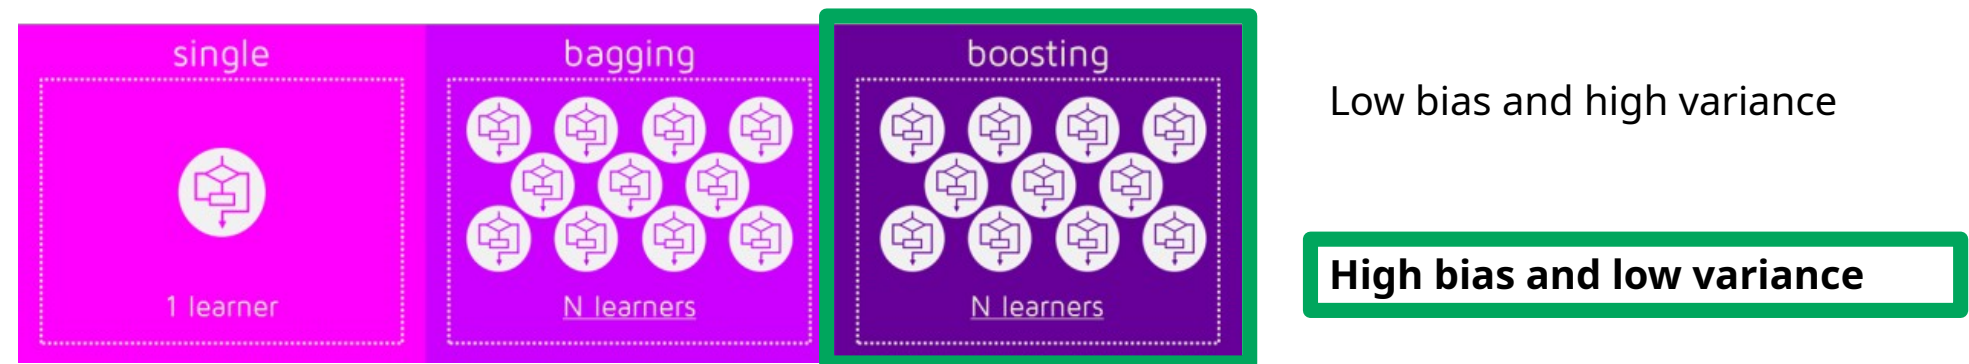 single
1 learner
bagging
N learners
boosting
N learners
Low bias and high variance
High bias and low variance